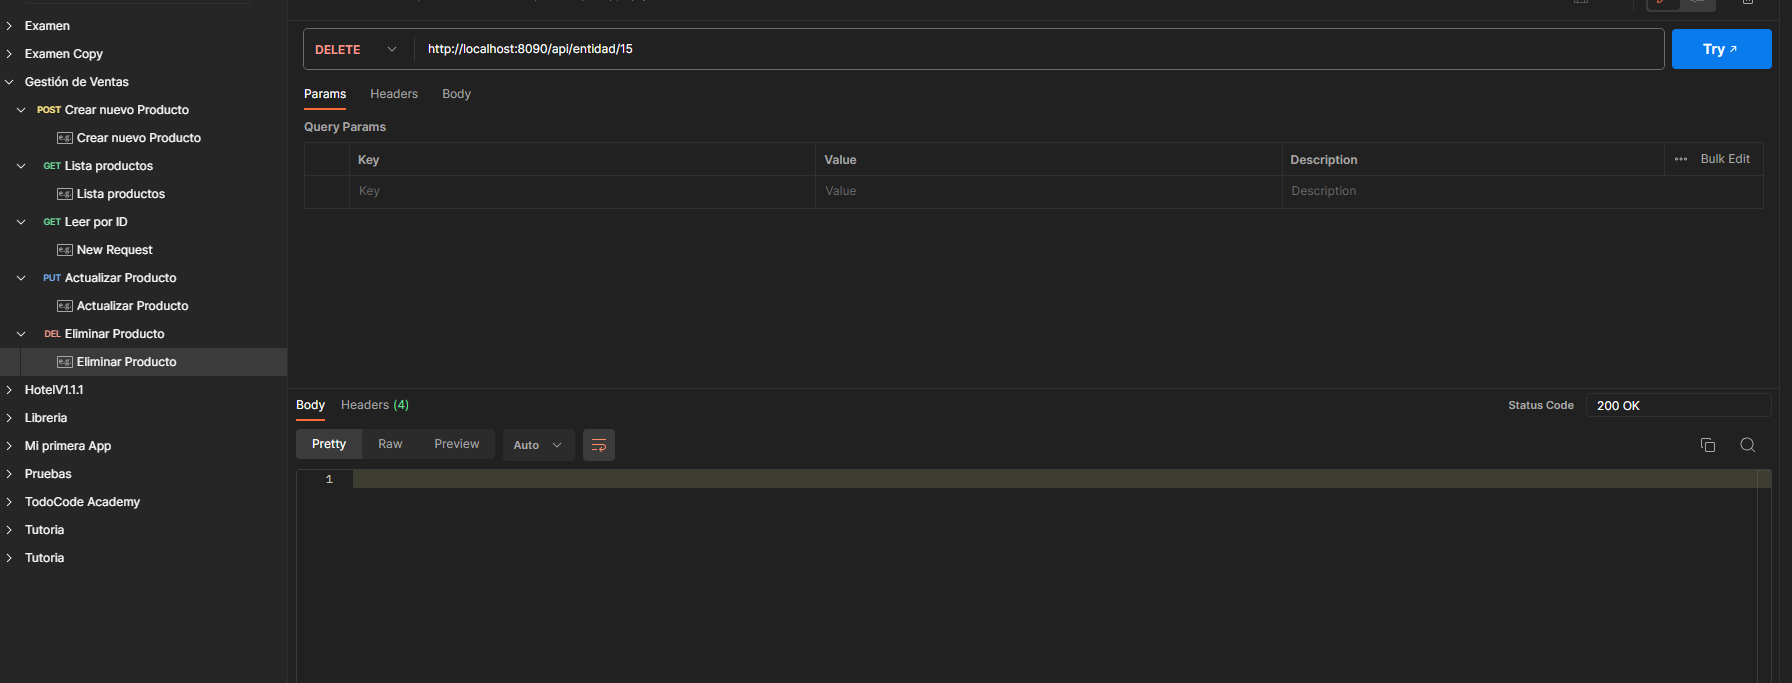 Examen
Examen Copy
Gestión de Ventas
POST Crear nuevo Producto
e.g. Crear nuevo Producto
GET Lista productos
e.g. Lista productos
GET Leer por ID
e.g. New Request
PUT Actualizar Producto
e.g. Actualizar Producto
DEL Eliminar Producto
e.g. Eliminar Producto
HotelV1.1.1
Libreria
Mi primera App
Pruebas
TodoCode Academy
Tutoria
Tutoria
DELETE http://localhost:8090/api/entidad/15 Try
Params Headers Body
Query Params
Key Value Description Bulk Edit
Key Value Description
Body Headers (4) Status Code 200 OK
Pretty Raw Preview Auto
1